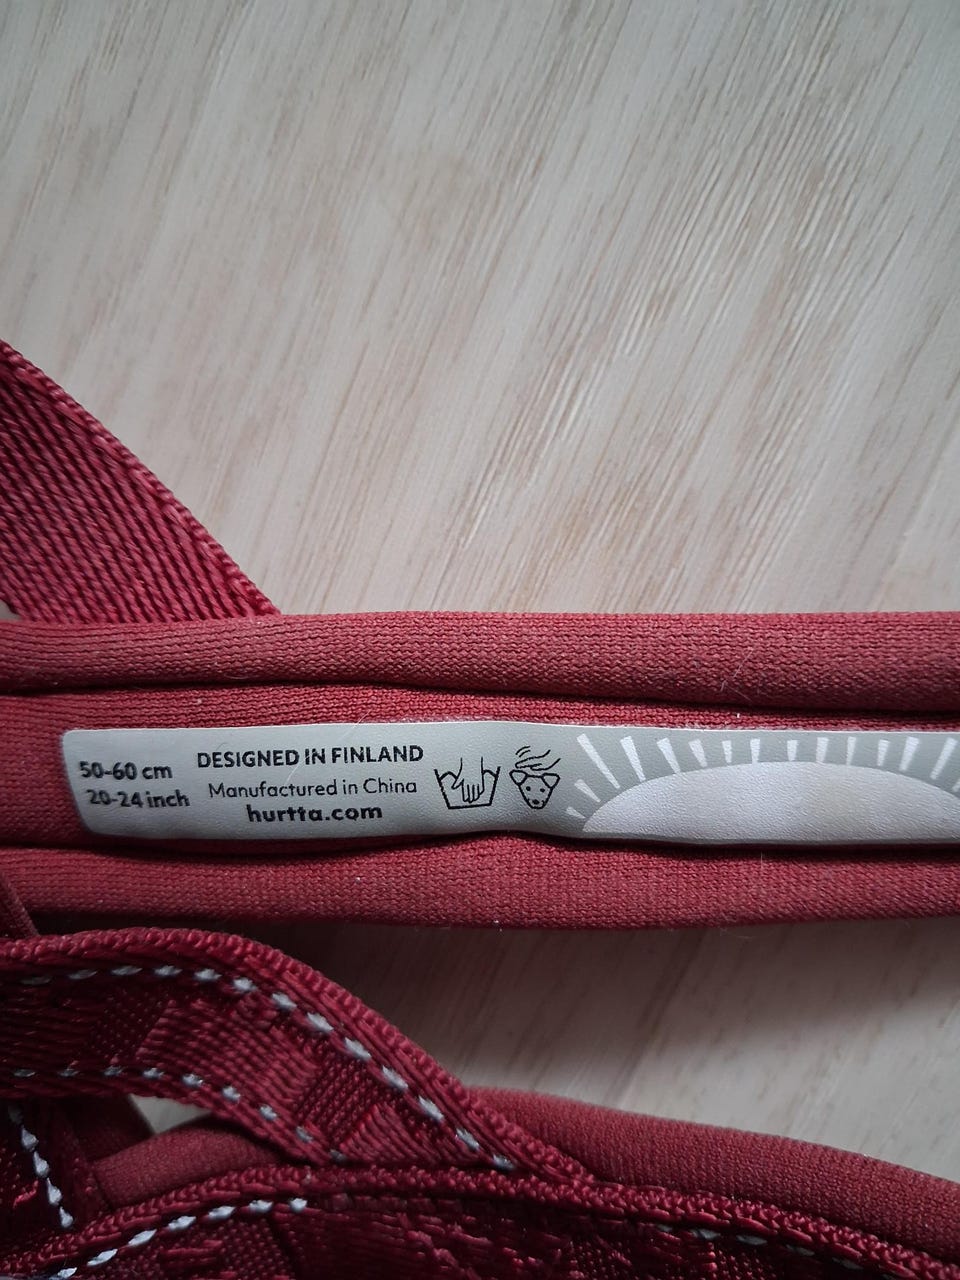 50-60 cm
20-24 inch
DESIGNED IN FINLAND
Manufactured in China
hurtta.com